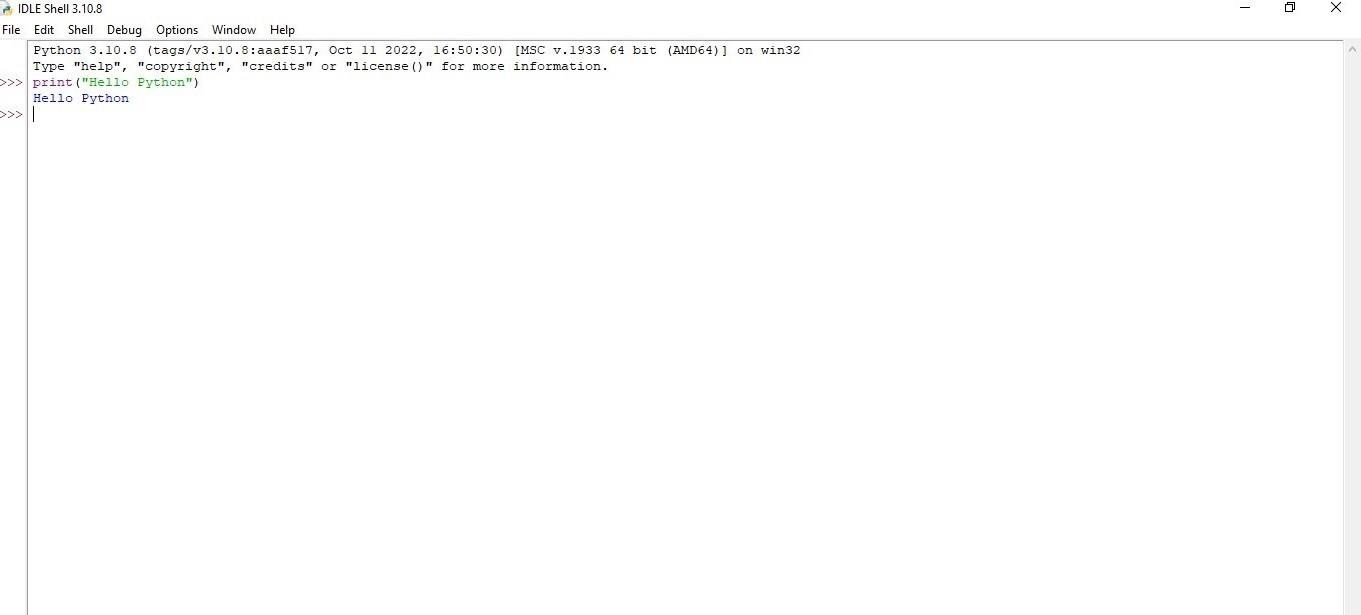 IDLE Shell 3.10.8
File Edit Shell Debug Options Window Help
Python 3.10.8 (tags/v3.10.8:aaaf517, Oct 11 2022, 16:50:30) [MSC v.1933 64 bit (AMD64)] on win32
Type "help", "copyright", "credits" or "license()" for more information.
>>> print("Hello Python")
Hello Python
>>>